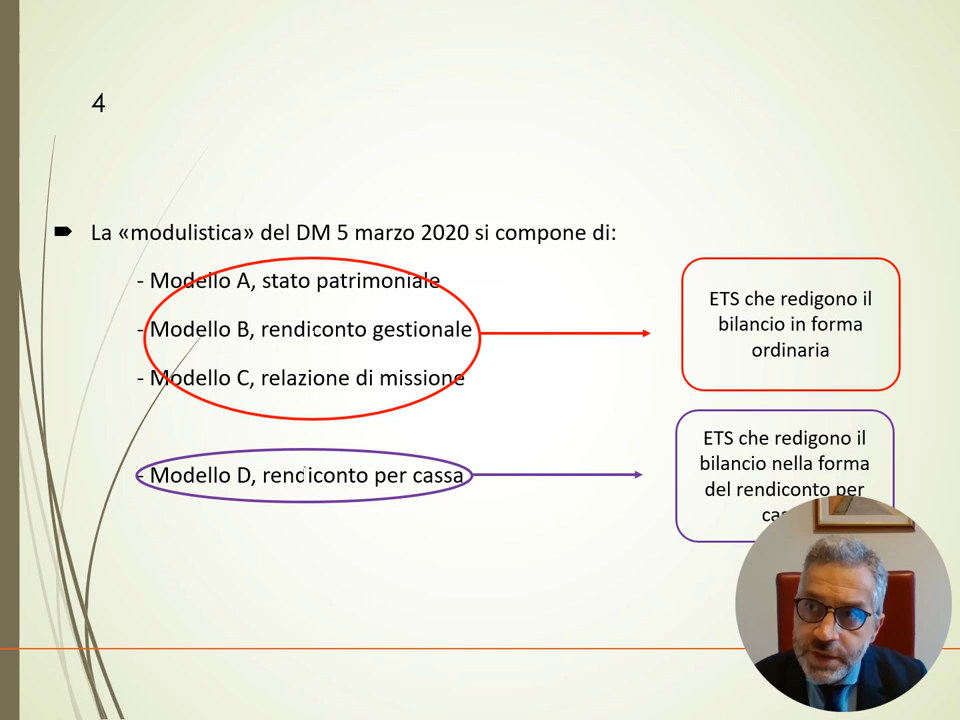 4
La «modulistica» del DM 5 marzo 2020 si compone di:
- Modello A, stato patrimoniale
- Modello B, rendiconto gestionale
- Modello C, relazione di missione
- Modello D, rendiconto per cassa
ETS che redigono il
bilancio in forma
ordinaria
ETS che redigono il
bilancio nella forma
del rendiconto per